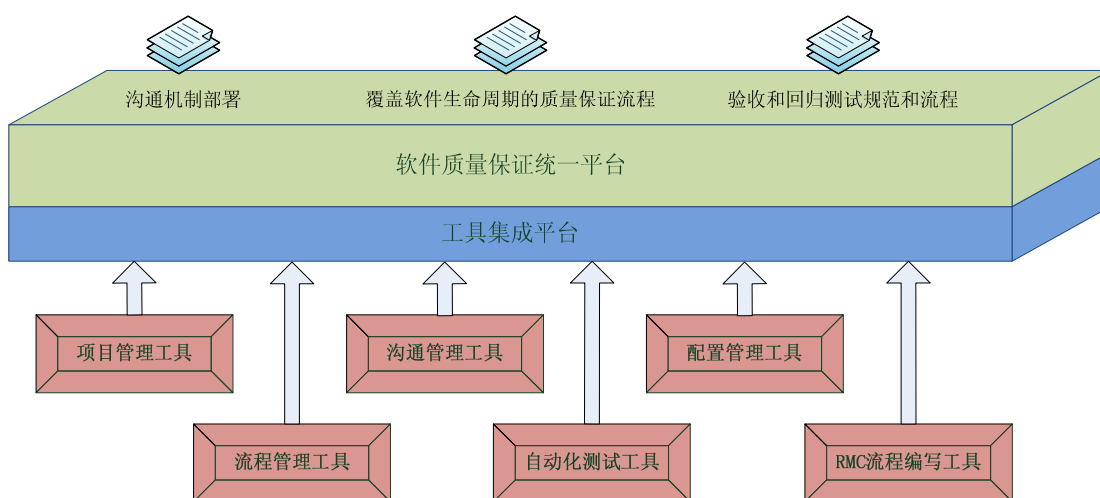 沟通机制部署
覆盖软件生命周期的质量保证流程
验收和回归测试规范和流程
软件质量保证统一平台
工具集成平台
项目管理工具
沟通管理工具
配置管理工具
流程管理工具
自动化测试工具
RMC流程编写工具